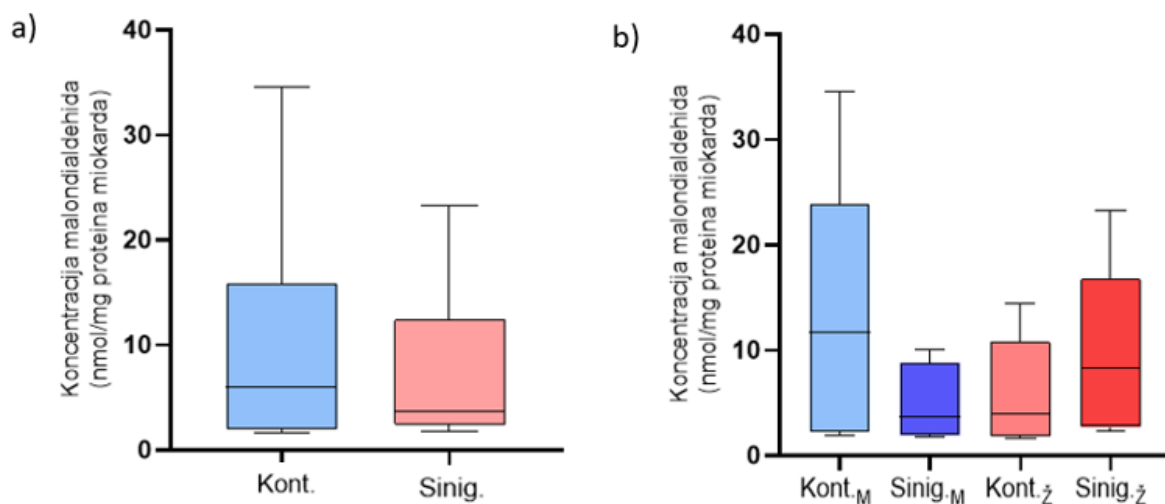 a)
Koncentracija malondialdehida
(nmol/mg proteina miokarda)
40
30
20
10
0
Kont.
Sinig.
b)
Koncentracija malondialdehida
(nmol/mg proteina miokarda)
40
30
20
10
0
Kont.M
Sinig.M
Kont.Ž
Sinig.Ž